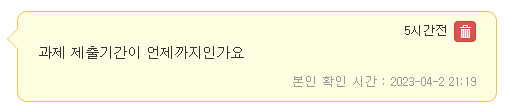 5시간전
과제 제출기간이 언제까지인가요
본인 확인 시간 : 2023-04-2 21:19